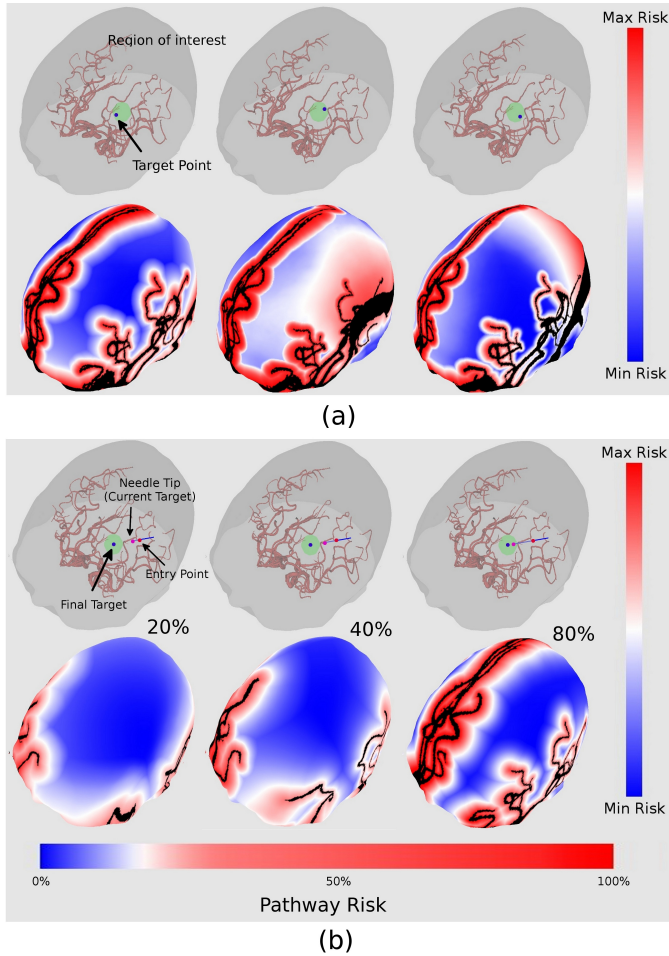 Max Risk
Region of interest
Target Point
Min Risk
(a)
Max Risk
Needle Tip
(Current Target)
Entry Point
Final Target
20%
40%
80%
Min Risk
0%
50%
100%
Pathway Risk
(b)